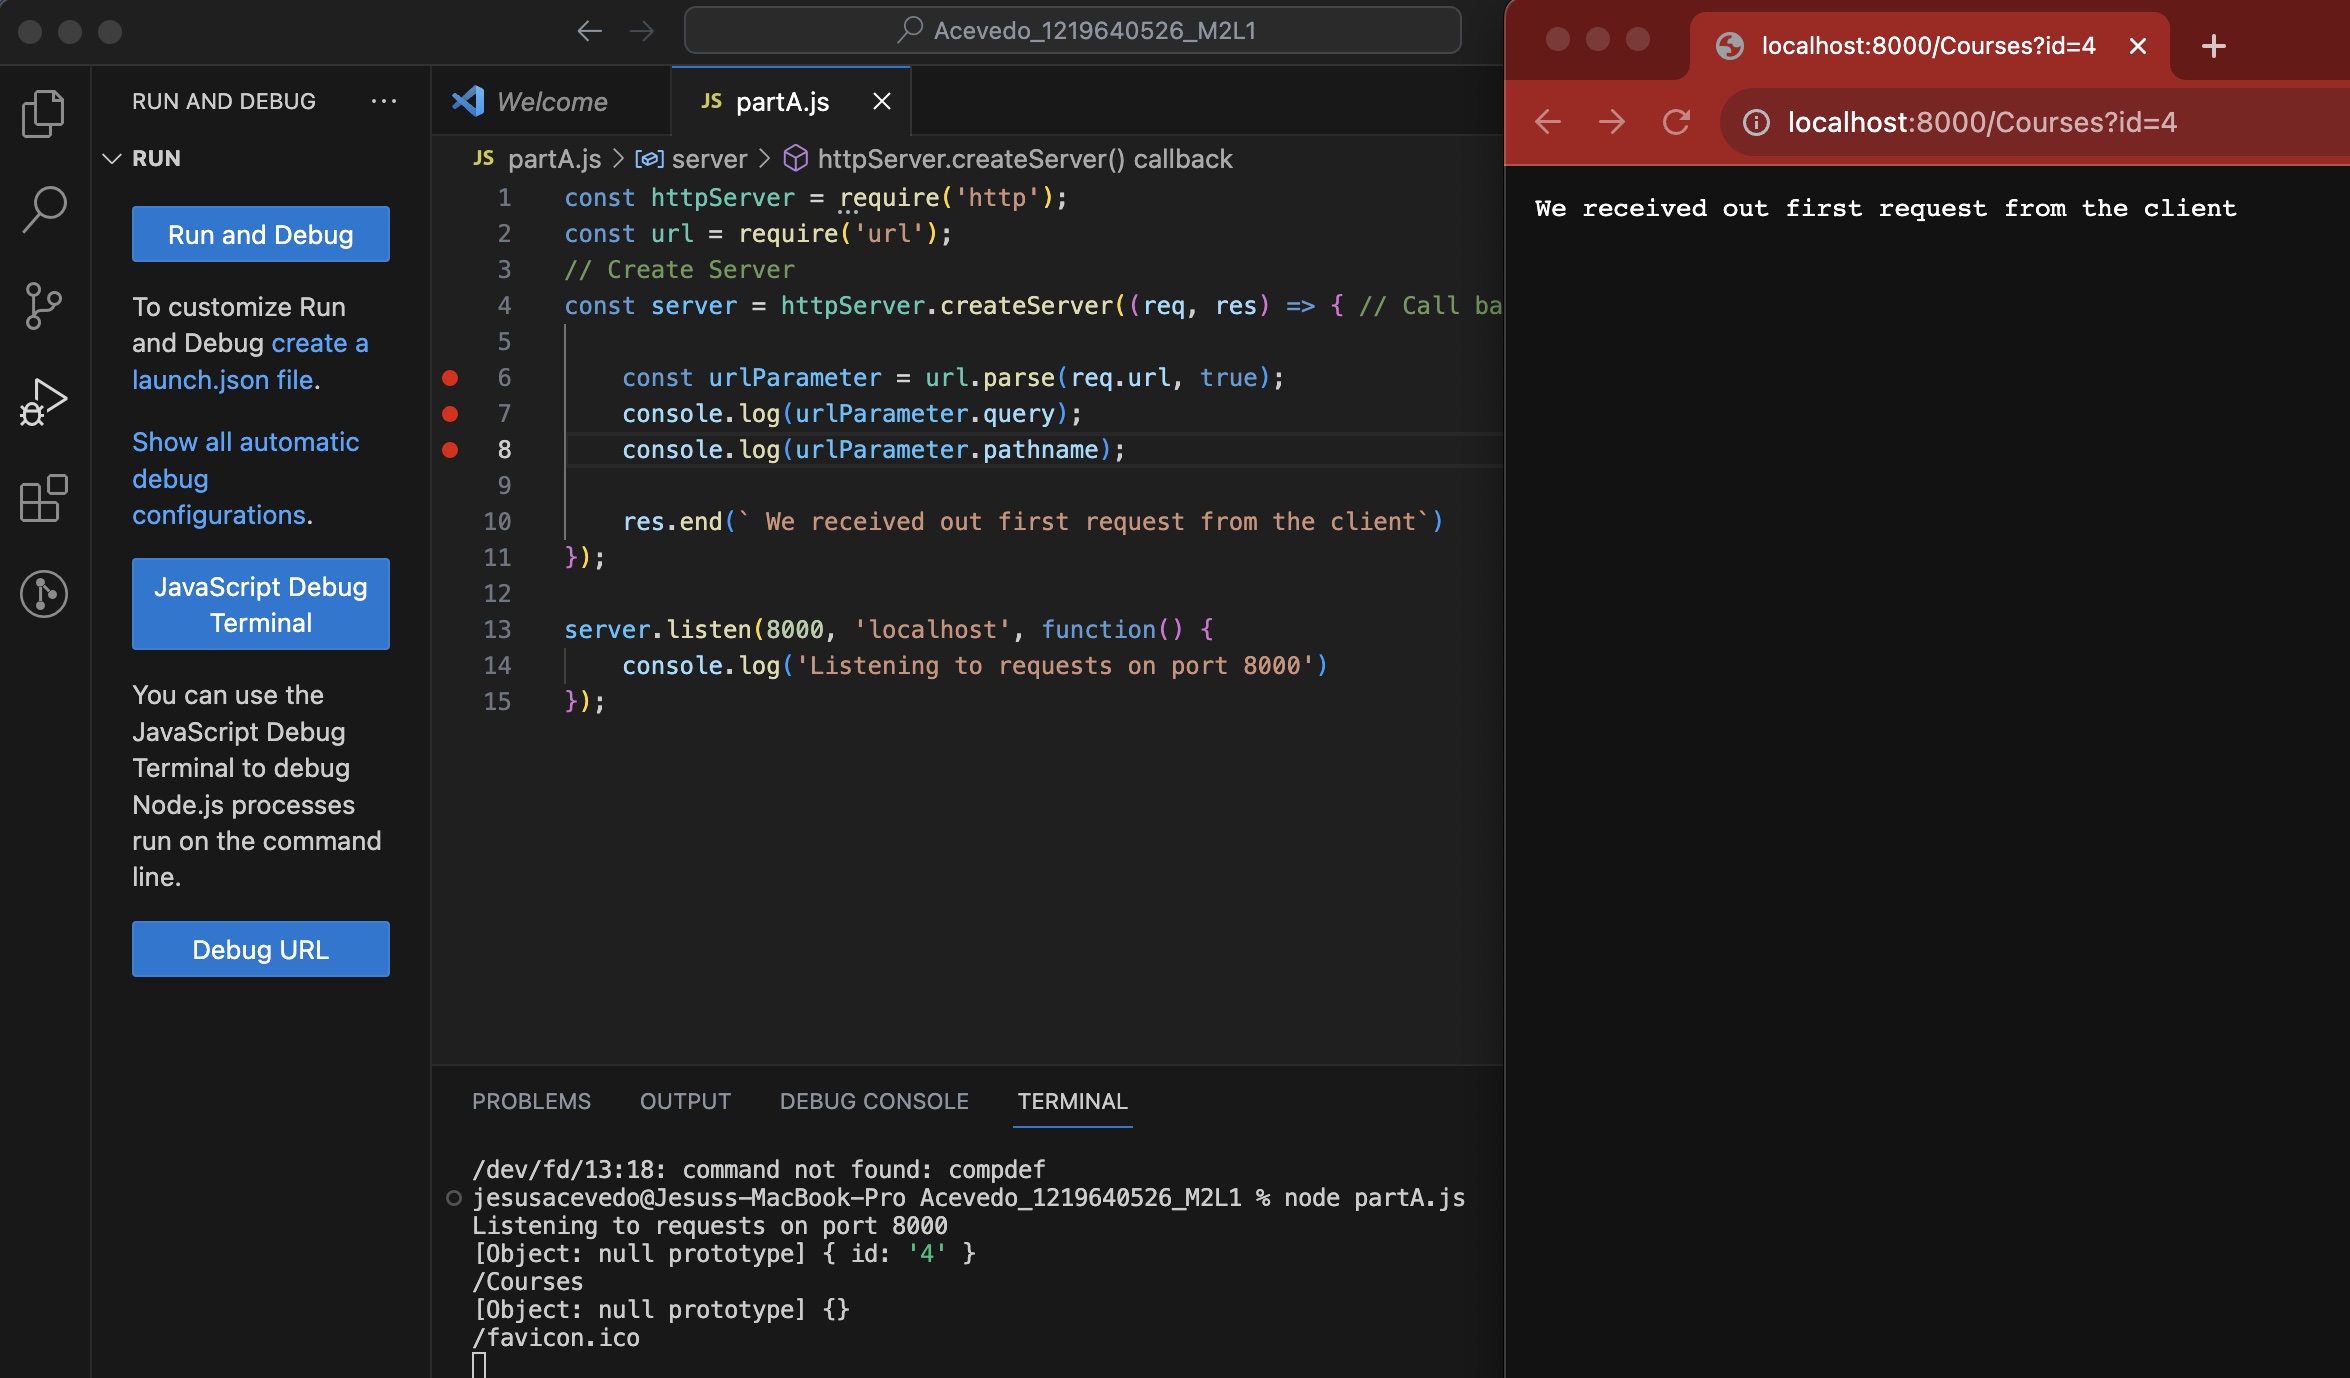 Acevedo_1219640526_M2L1
RUN AND DEBUG
RUN
Run and Debug
To customize Run
and Debug create a
launch.json file.
Show all automatic
debug
configurations.
JavaScript Debug
Terminal
You can use the
JavaScript Debug
Terminal to debug
Node.js processes
run on the command
line.
Debug URL
Welcome
JS partA.js
JS partA.js > server > httpServer.createServer() callback
1 const httpServer = require('http');
2 const url = require('url');
3 // Create Server
4 const server = httpServer.createServer((req, res) => { // Call ba
5
6 const urlParameter = url.parse(req.url, true);
7 console.log(urlParameter.query);
8 console.log(urlParameter.pathname);
9
10 res.end(` We received out first request from the client`)
11 });
12
13 server.listen(8000, 'localhost', function() {
14 console.log('Listening to requests on port 8000')
15 });
PROBLEMS OUTPUT DEBUG CONSOLE TERMINAL
/dev/fd/13:18: command not found: compdef
jesusacevedo@Jesuss-MacBook-Pro Acevedo_1219640526_M2L1 % node partA.js
Listening to requests on port 8000
[Object: null prototype] { id: '4' }
/Courses
[Object: null prototype] {}
/favicon.ico
localhost:8000/Courses?id=4
localhost:8000/Courses?id=4
We received out first request from the client